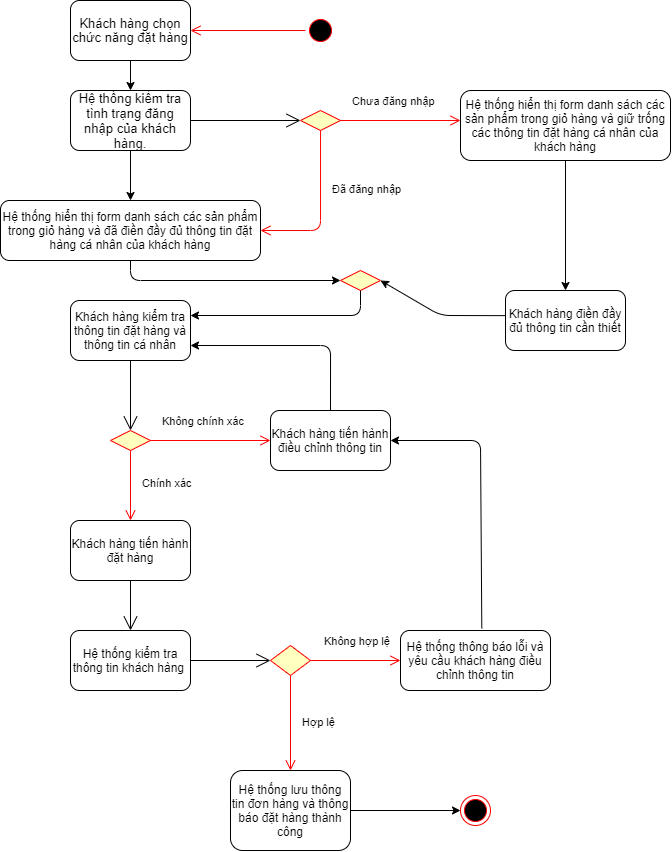 Khách hàng chọn
chức năng đặt hàng
Hệ thông kiêm tra
tình trạng đăng
nhập của khách
hàng.
Chưa đăng nhập
Hệ thống hiển thị form danh sách các
sản phẩm trong giỏ hàng và giữ trống
các thông tin đặt hàng cá nhân của
khách hàng
Đã đăng nhập
Hệ thống hiển thị form danh sách các sản phẩm
trong giỏ hàng và đã điền đầy đủ thông tin đặt
hàng cá nhân của khách hàng
Khách hàng điền đầy
đủ thông tin cần thiết
Khách hàng kiểm tra
thông tin đặt hàng và
thông tin cá nhân
Không chính xác
Khách hàng tiến hành
điều chỉnh thông tin
Chính xác
Khách hàng tiến hành
đặt hàng
Hệ thống kiểm tra
thông tin khách hàng
Không hợp lệ
Hệ thống thông báo lỗi và
yêu cầu khách hàng điều
chỉnh thông tin
Hợp lệ
Hệ thống lưu thông
tin đơn hàng và thông
báo đặt hàng thành
công